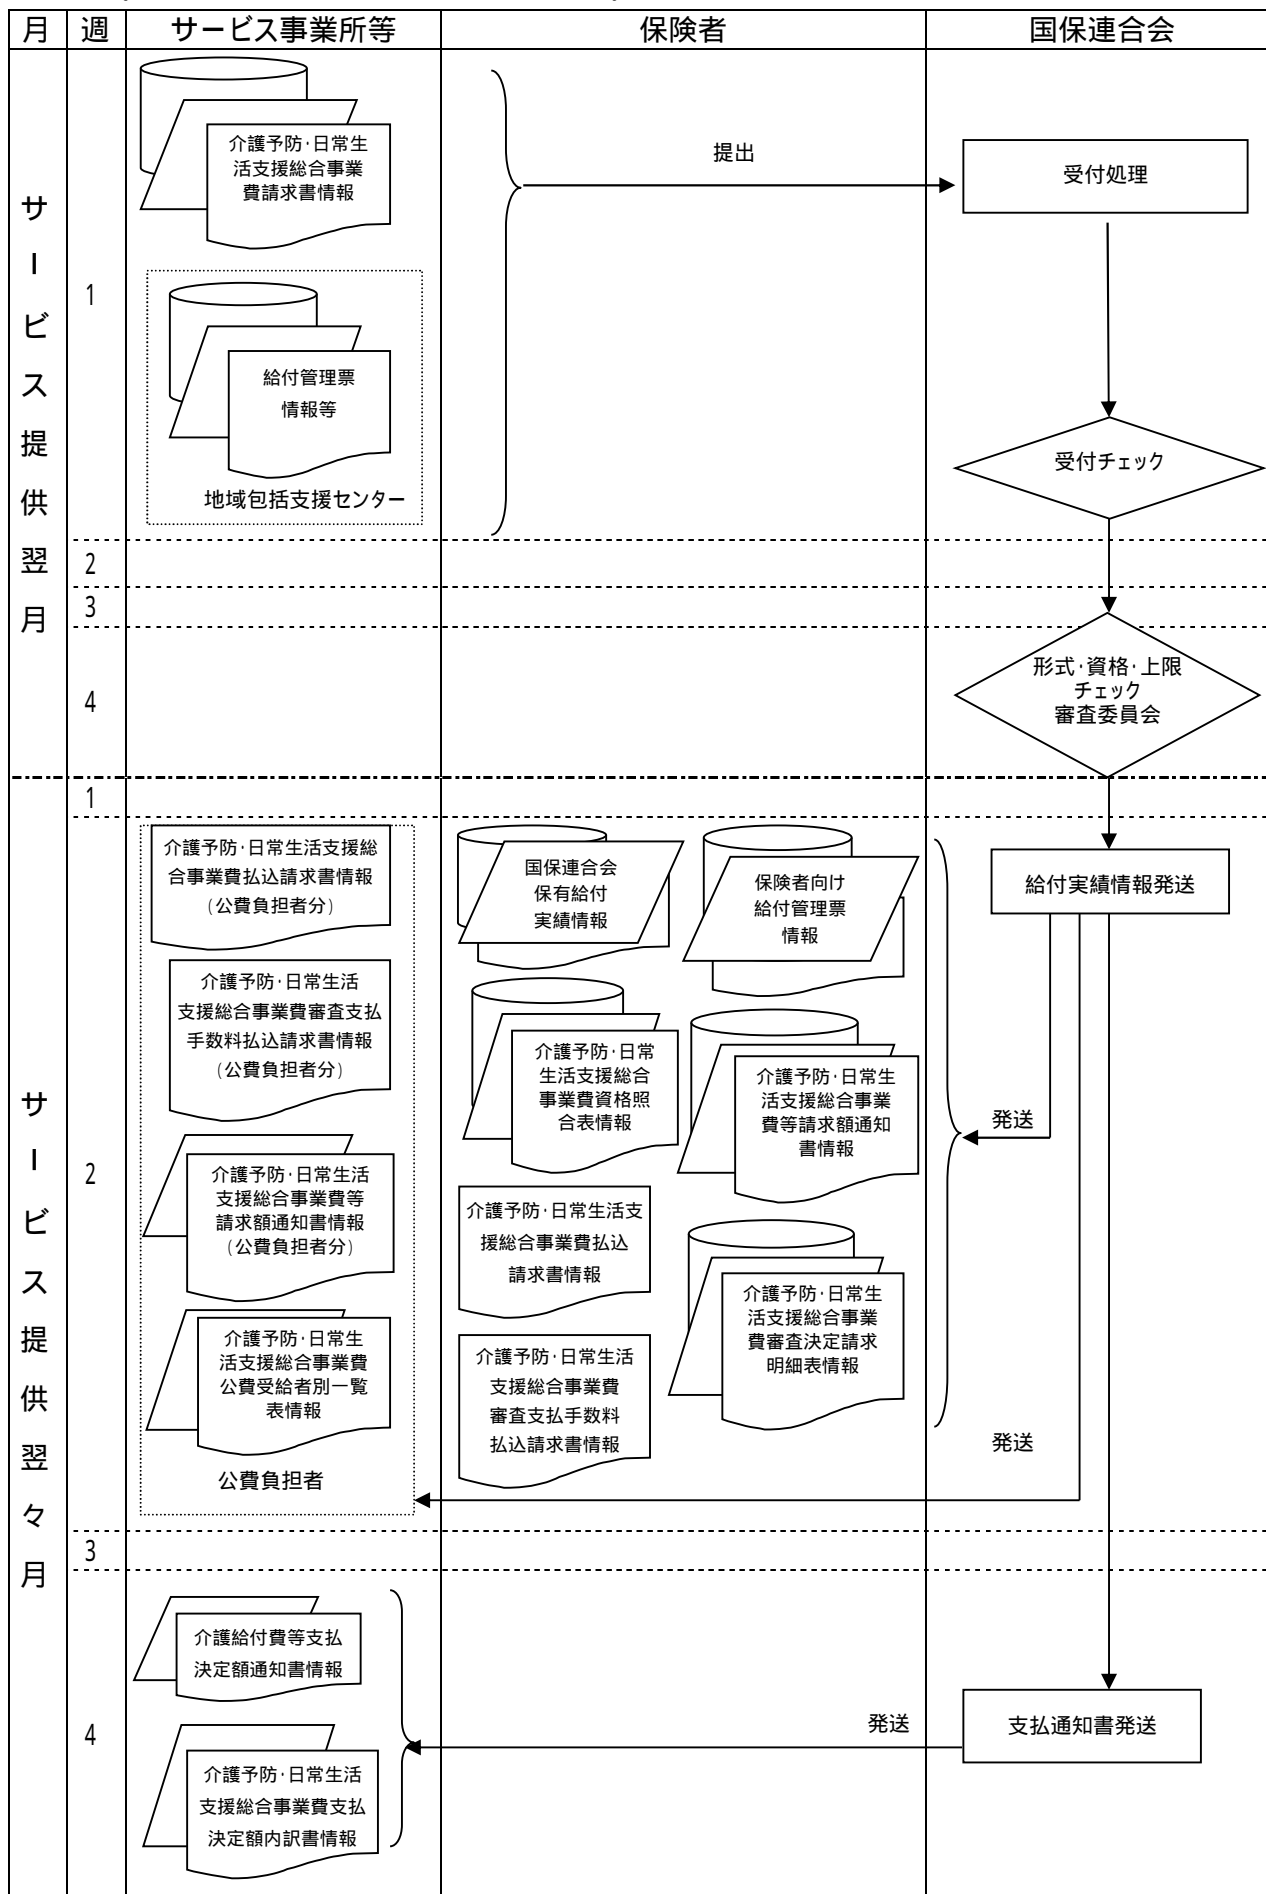 月 週 サービス事業所等 保険者 国保連合会
サービス提供翌月
1
介護予防・日常生
活支援総合事業
費請求書情報
給付管理票
情報等
地域包括支援センター
提出
受付処理
受付チェック
2
3
4
形式・資格・上限
チェック
審査委員会
サービス提供翌々月
1
2
介護予防・日常生活支援総
合事業費払込請求書情報
(公費負担者分)
介護予防・日常生活
支援総合事業費審査支払
手数料払込請求書情報
(公費負担者分)
介護予防・日常生活
支援総合事業費等
請求額通知書情報
(公費負担者分)
介護予防・日常生
活支援総合事業費
公費受給者別一覧
表情報
公費負担者
国保連合会
保有給付
実績情報
保険者向け
給付管理票
情報
介護予防・日常
生活支援総合
事業費資格照
合表情報
介護予防・日常生
活支援総合事業
費等請求額通知
書情報
介護予防・日常生活支
援総合事業費払込
請求書情報
介護予防・日常生
活支援総合事業
費審査決定請求
明細表情報
介護予防・日常生活
支援総合事業費
審査支払手数料
払込請求書情報
給付実績情報発送
発送
発送
3
4
介護給付費等支払
決定額通知書情報
介護予防・日常生活
支援総合事業費支払
決定額内訳書情報
発送
支払通知書発送